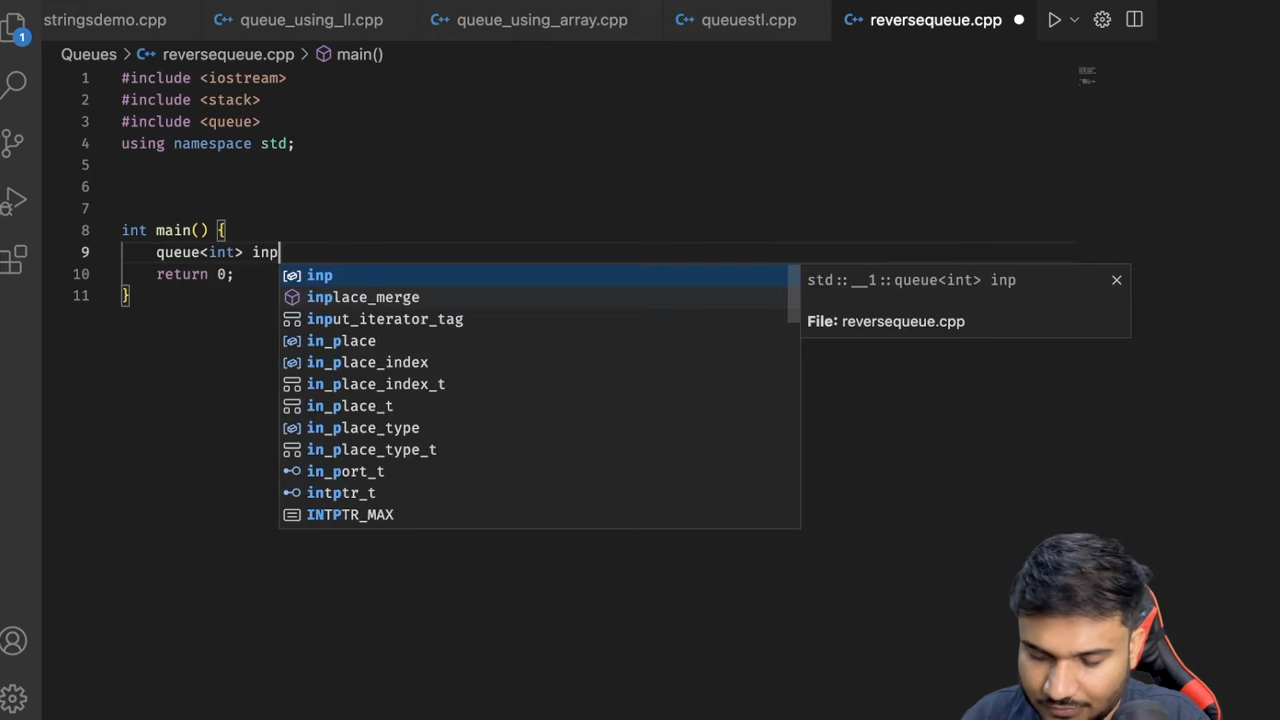 stringsdemo.cpp
queue_using_ll.cpp
queue_using_array.cpp
queuestl.cpp
reversequeue.cpp
1
Queues > reversequeue.cpp > main()
1 #include <iostream>
2 #include <stack>
3 #include <queue>
4 using namespace std;
5
6
7
8 int main() {
9 queue<int> inp
10 return 0;
11 }
inp
inplace_merge
input_iterator_tag
in_place
in_place_index
in_place_index_t
in_place_t
in_place_type
in_place_type_t
in_port_t
intptr_t
INTPTR_MAX
std::__1::queue<int> inp
File: reversequeue.cpp